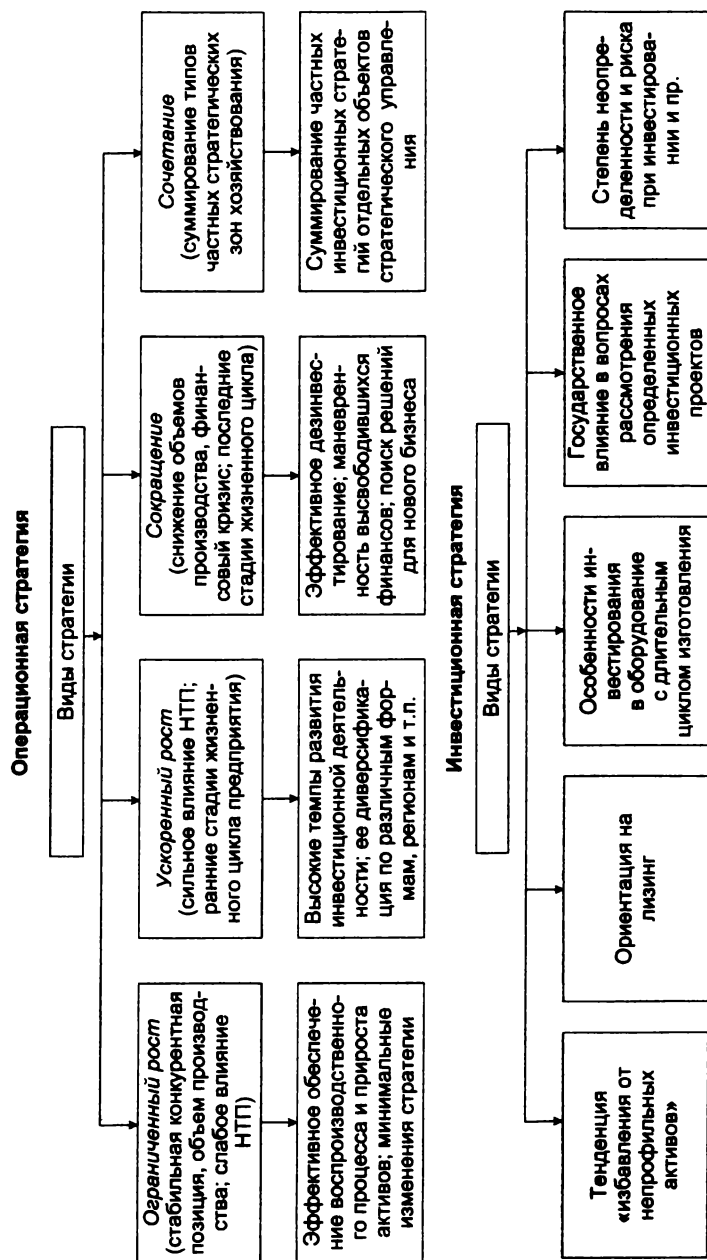 Операционная стратегия
Виды стратегии
Ограниченный рост
(стабильная конкурентная
позиция, объем производ-
ства; слабое влияние
НТП)
Ускоренный рост
(сильное влияние НТП;
ранние стадии жизнен-
ного цикла предприятия)
Сокращение
(снижение объемов
производства, финан-
совый кризис; последние
стадии жизненного цикла)
Сочетание
(суммирование типов
частных стратегических
зон хозяйствования)
Эффективное обеспече-
ние воспроизводственно-
го процесса и прироста
активов; минимальные
изменения стратегии
Высокие темпы развития
инвестиционной деятель-
ности; ее диверсифика-
ция по различным фор-
мам, регионам и т.п.
Эффективное дезинвес-
тирование; маневрен-
ность высвободившихся
финансов; поиск решений
для нового бизнеса
Суммирование частных
инвестиционных страте-
гий отдельных объектов
стратегического управле-
ния
Инвестиционная стратегия
Виды стратегии
Тенденция
«избавления от
непрофильных
активов»
Ориентация на
лизинг
Особенности ин-
вестирования
в оборудование
с длительным
циклом изготовления
Государственное
влияние в вопросах
рассмотрения
определенных
инвестиционных
проектов
Степень неопре-
деленности и риска
при инвестирова-
нии и пр.